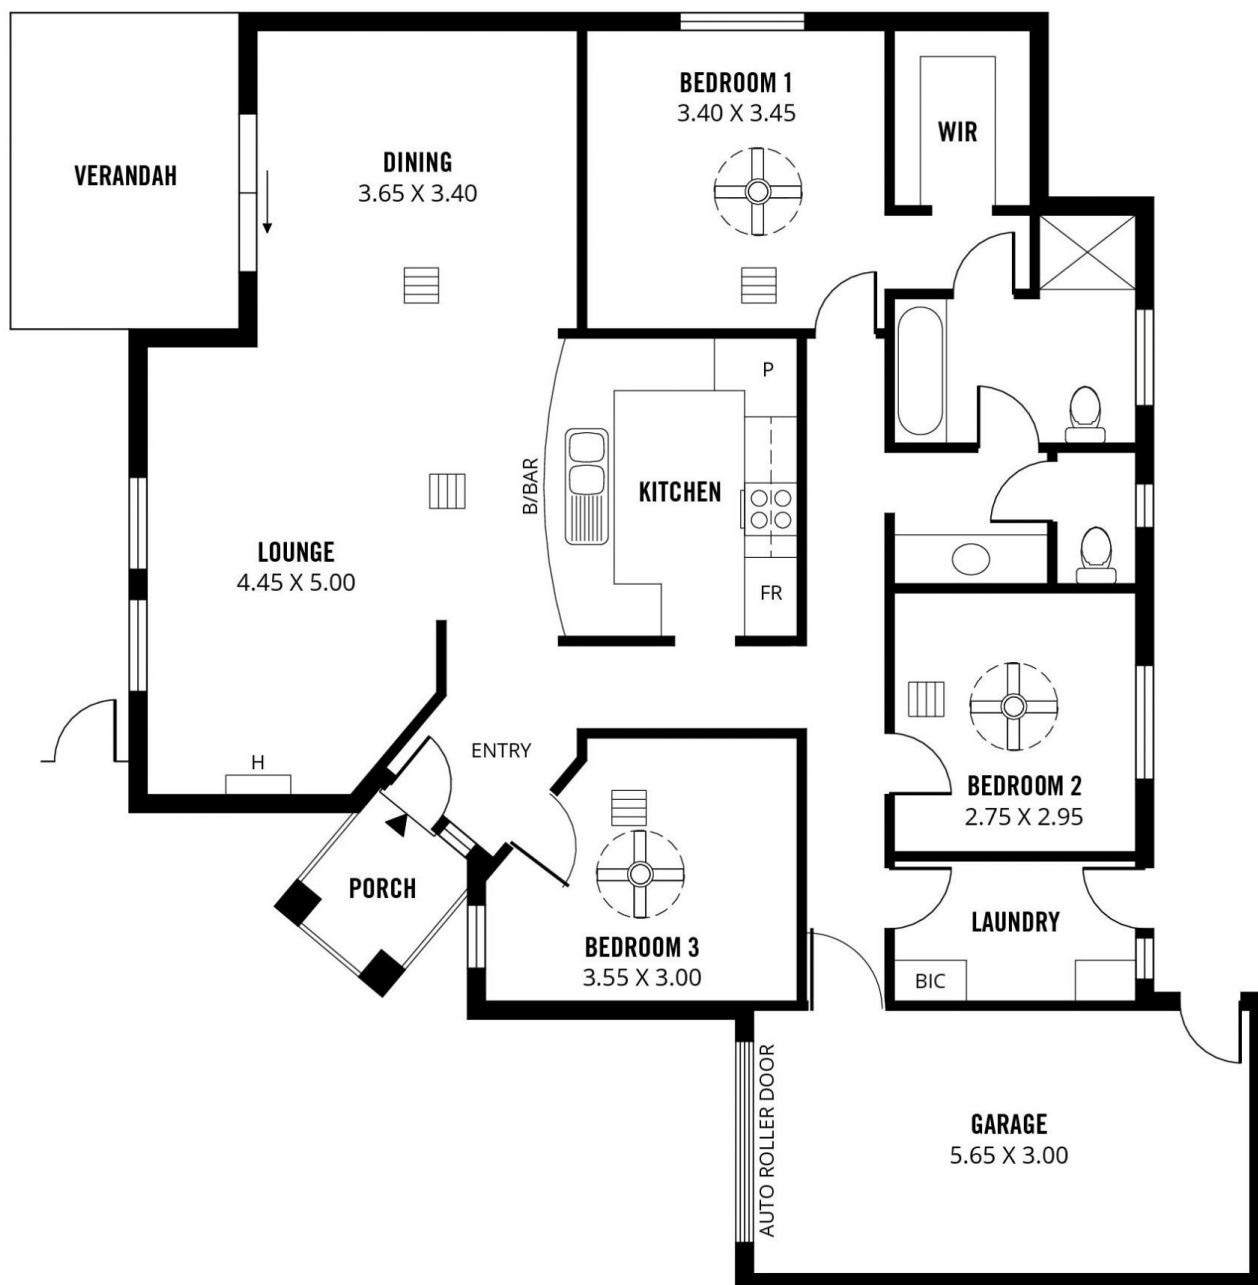 BEDROOM 1
3.40 X 3.45
WIR
DINING
3.65 X 3.40
VERANDAH
P
B/BAR
KITCHEN
LOUNGE
4.45 X 5.00
FR
ENTRY
H
BEDROOM 2
2.75 X 2.95
PORCH
BEDROOM 3
3.55 X 3.00
LAUNDRY
BIC
AUTO ROLLER DOOR
GARAGE
5.65 X 3.00